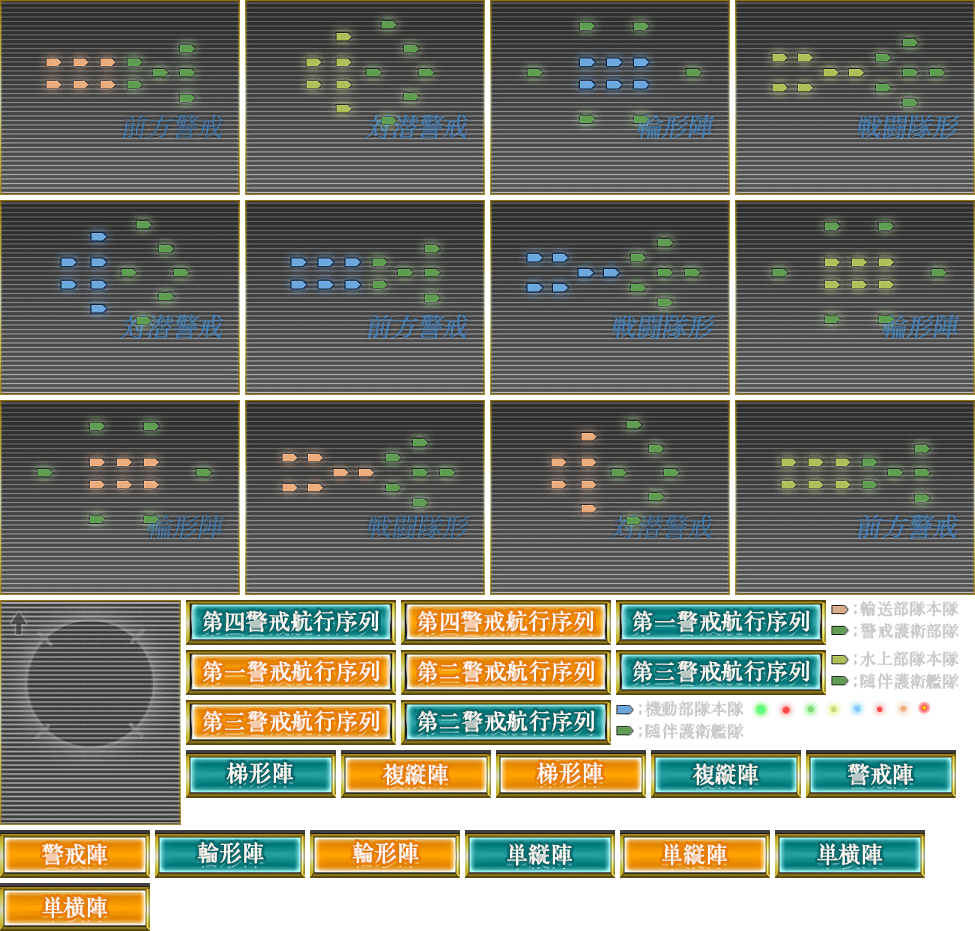 前方警戒
対潜警戒
輪形陣
戦闘隊形
対潜警戒
前方警戒
戦闘隊形
輪形陣
輪形陣
戦闘隊形
対潜警戒
前方警戒
第四警戒航行序列
第四警戒航行序列
第一警戒航行序列
;輸送部隊本隊
;警戒護衛部隊
第一警戒航行序列
第二警戒航行序列
第三警戒航行序列
;水上部隊本隊
;随伴護衛艦隊
第三警戒航行序列
第二警戒航行序列
;機動部隊本隊
;随伴護衛艦隊
梯形陣
複縦陣
梯形陣
複縦陣
警戒陣
警戒陣
輪形陣
輪形陣
単縦陣
単縦陣
単横陣
単横陣